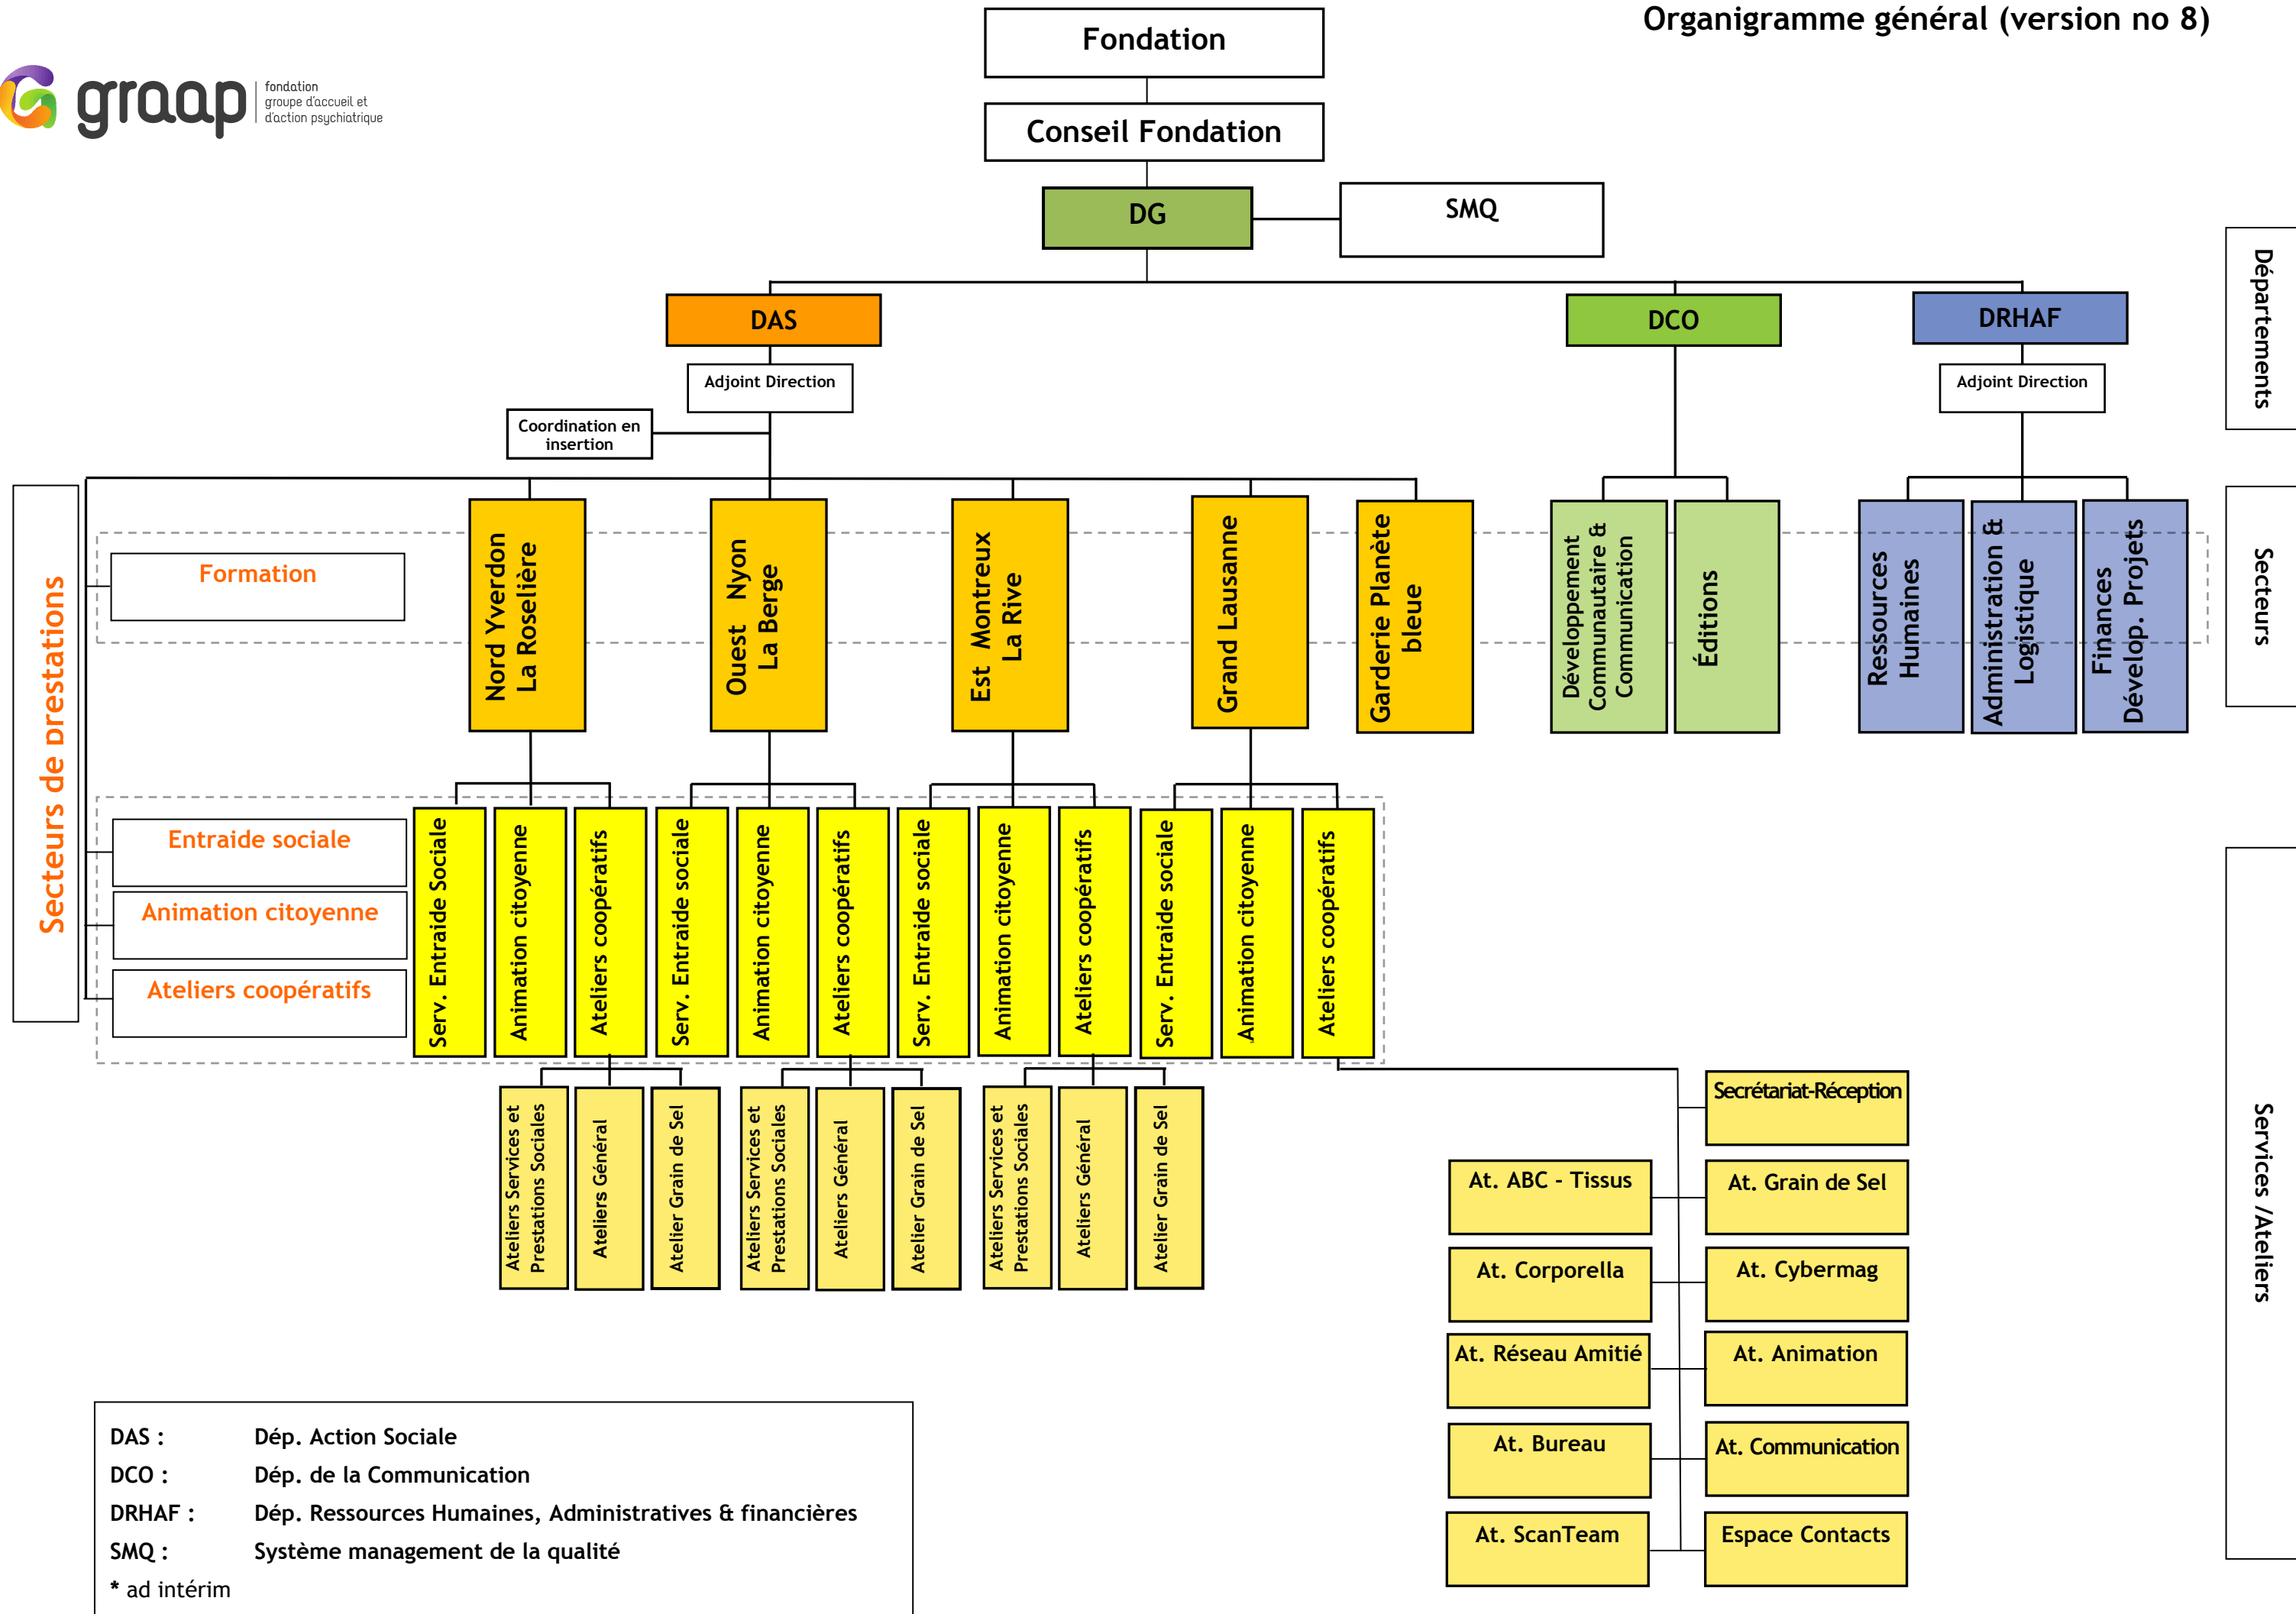 Organigramme général (version no 8)
graap
fondation
groupe d'accueil et
d'action psychiatrique
Fondation
Conseil Fondation
DG
SMQ
Départements
DAS
DCO
DRHAF
Adjoint Direction
Adjoint Direction
Coordination en
insertion
Secteurs de prestations
Secteurs
Formation
Nord Yverdon
La Roselière
Ouest Nyon
La Berge
Est Montreux
La Rive
Grand Lausanne
Garderie Planète
bleue
Développement
Communautaire &
Communication
Éditions
Ressources
Humaines
Administration &
Logistique
Finances
Dévelop. Projets
Entraide sociale
Animation citoyenne
Ateliers coopératifs
Serv. Entraide Sociale
Animation citoyenne
Ateliers coopératifs
Serv. Entraide sociale
Animation citoyenne
Ateliers coopératifs
Serv. Entraide sociale
Animation citoyenne
Ateliers coopératifs
Serv. Entraide sociale
Animation citoyenne
Ateliers coopératifs
Services /Ateliers
Ateliers Services et
Prestations Sociales
Ateliers Général
Atelier Grain de Sel
Ateliers Services et
Prestations Sociales
Ateliers Général
Atelier Grain de Sel
Ateliers Services et
Prestations Sociales
Ateliers Général
Atelier Grain de Sel
Secrétariat-Réception
At. ABC - Tissus
At. Grain de Sel
At. Corporella
At. Cybermag
At. Réseau Amitié
At. Animation
At. Bureau
At. Communication
At. ScanTeam
Espace Contacts
DAS : Dép. Action Sociale
DCO : Dép. de la Communication
DRHAF : Dép. Ressources Humaines, Administratives & financières
SMQ : Système management de la qualité
* ad intérim